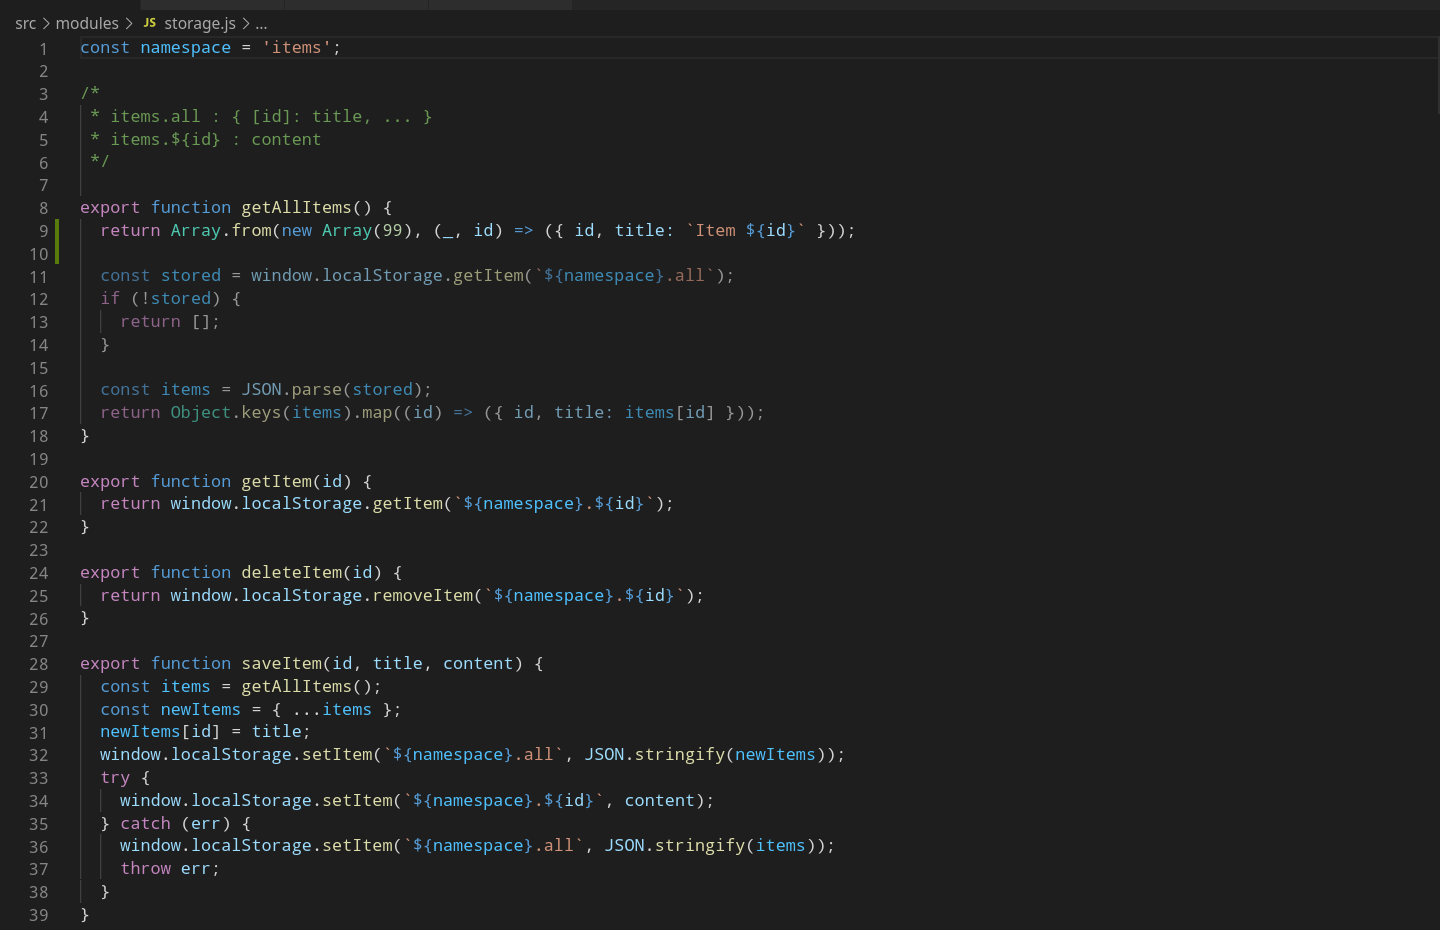 src > modules > JS storage.js > ...
1 const namespace = 'items';
2
3 /*
4  * items.all : { [id]: title, ... }
5  * items.${id} : content
6  */
7
8 export function getAllItems() {
9   return Array.from(new Array(99), (_, id) => ({ id, title: `Item ${id}` }));
10
11   const stored = window.localStorage.getItem(`${namespace}.all`);
12   if (!stored) {
13     return [];
14   }
15
16   const items = JSON.parse(stored);
17   return Object.keys(items).map((id) => ({ id, title: items[id] }));
18 }
19
20 export function getItem(id) {
21   return window.localStorage.getItem(`${namespace}.${id}`);
22 }
23
24 export function deleteItem(id) {
25   return window.localStorage.removeItem(`${namespace}.${id}`);
26 }
27
28 export function saveItem(id, title, content) {
29   const items = getAllItems();
30   const newItems = { ...items };
31   newItems[id] = title;
32   window.localStorage.setItem(`${namespace}.all`, JSON.stringify(newItems));
33   try {
34     window.localStorage.setItem(`${namespace}.${id}`, content);
35   } catch (err) {
36     window.localStorage.setItem(`${namespace}.all`, JSON.stringify(items));
37     throw err;
38   }
39 }